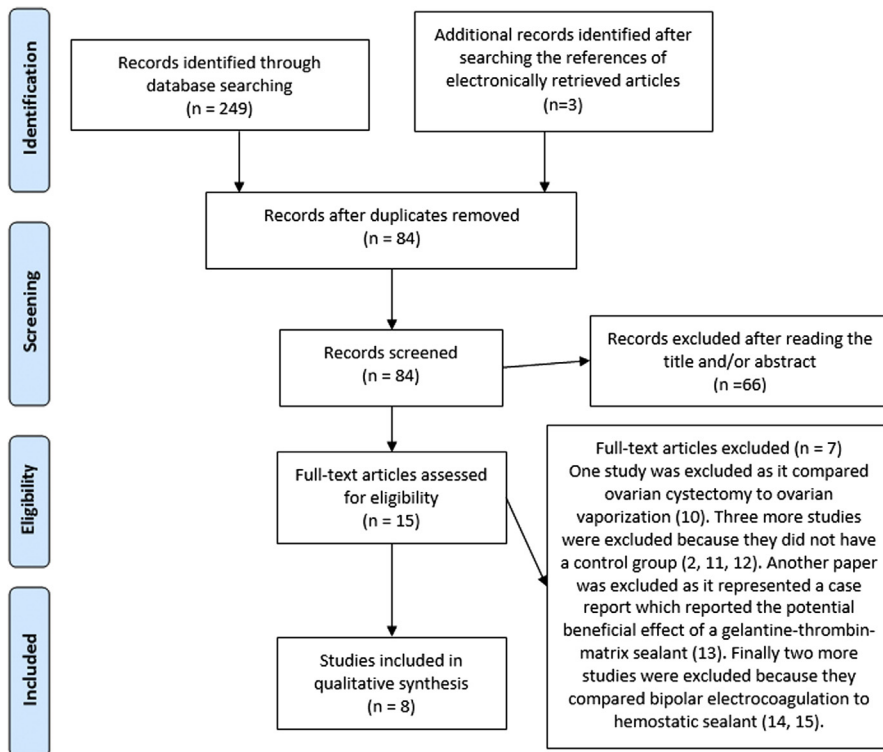 Identification
Records identified through
database searching
(n = 249)
Additional records identified after
searching the references of
electronically retrieved articles
(n=3)
Screening
Records after duplicates removed
(n = 84)
Records screened
(n = 84)
Records excluded after reading the
title and/or abstract
(n =66)
Eligibility
Full-text articles assessed
for eligibility
(n = 15)
Full-text articles excluded (n = 7)
One study was excluded as it compared
ovarian cystectomy to ovarian
vaporization (10). Three more studies
were excluded because they did not have
a control group (2, 11, 12). Another paper
was excluded as it represented a case
report which reported the potential
beneficial effect of a gelantine-thrombin-
matrix sealant (13). Finally two more
studies were excluded because they
compared bipolar electrocoagulation to
hemostatic sealant (14, 15).
Included
Studies included in
qualitative synthesis
(n = 8)